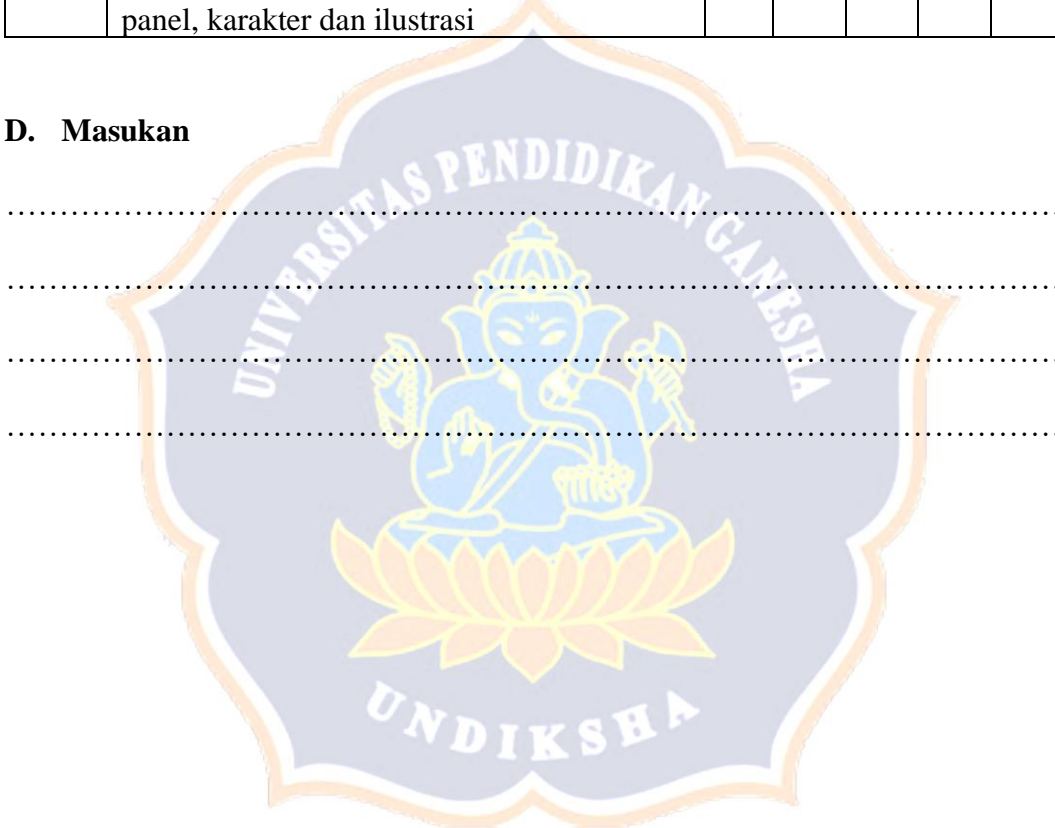 panel, karakter dan ilustrasi
D. Masukan
UNIVERSITAS PENDIDIKAN GANESHA
………………………………………………………………………………………
………………………………………………………………………………………
………………………………………………………………………………………
………………………………………………………………………………………
UNDIKSHA